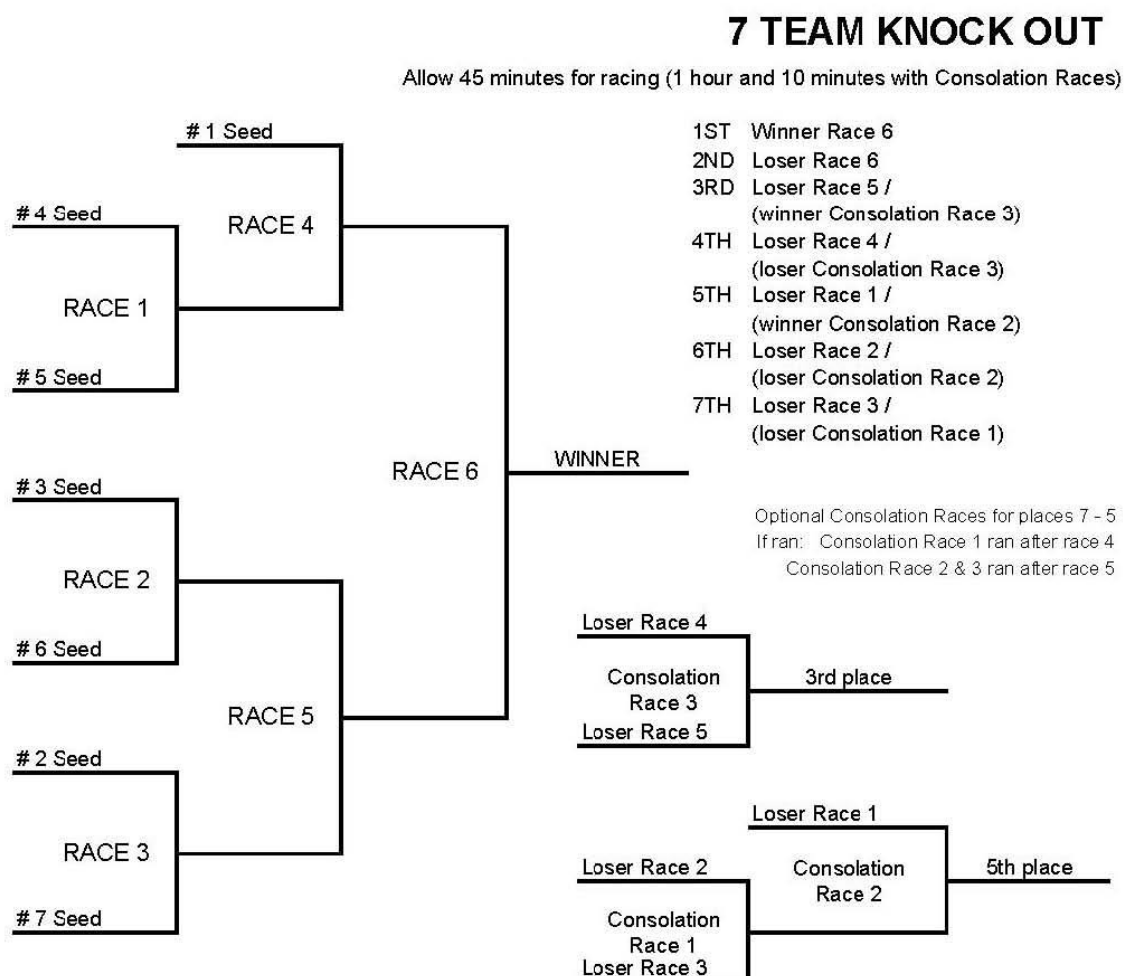 7 TEAM KNOCK OUT
Allow 45 minutes for racing (1 hour and 10 minutes with Consolation Races)
1ST Winner Race 6
2ND Loser Race 6
3RD Loser Race 5 /
(winner Consolation Race 3)
4TH Loser Race 4 /
(loser Consolation Race 3)
5TH Loser Race 1 /
(winner Consolation Race 2)
6TH Loser Race 2 /
(loser Consolation Race 2)
7TH Loser Race 3 /
(loser Consolation Race 1)
# 1 Seed
# 4 Seed
RACE 4
RACE 1
# 5 Seed
WINNER
RACE 6
# 3 Seed
RACE 2
# 6 Seed
RACE 5
# 2 Seed
RACE 3
# 7 Seed
Optional Consolation Races for places 7 - 5
If ran: Consolation Race 1 ran after race 4
Consolation Race 2 & 3 ran after race 5
Loser Race 4
Consolation
Race 3
3rd place
Loser Race 5
Loser Race 1
Loser Race 2
Consolation
Race 2
5th place
Consolation
Race 1
Loser Race 3